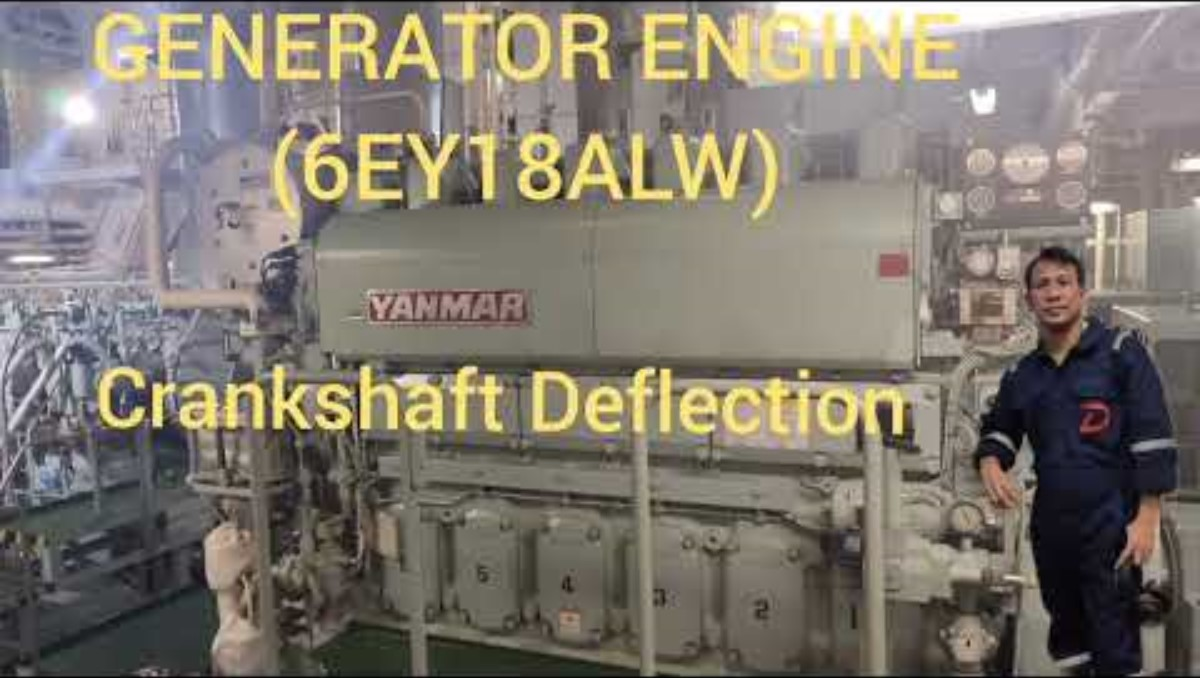 GENERATOR ENGINE
(6EY18ALW)
YANMAR
Crankshaft Deflection
5
4
3
2
1
D